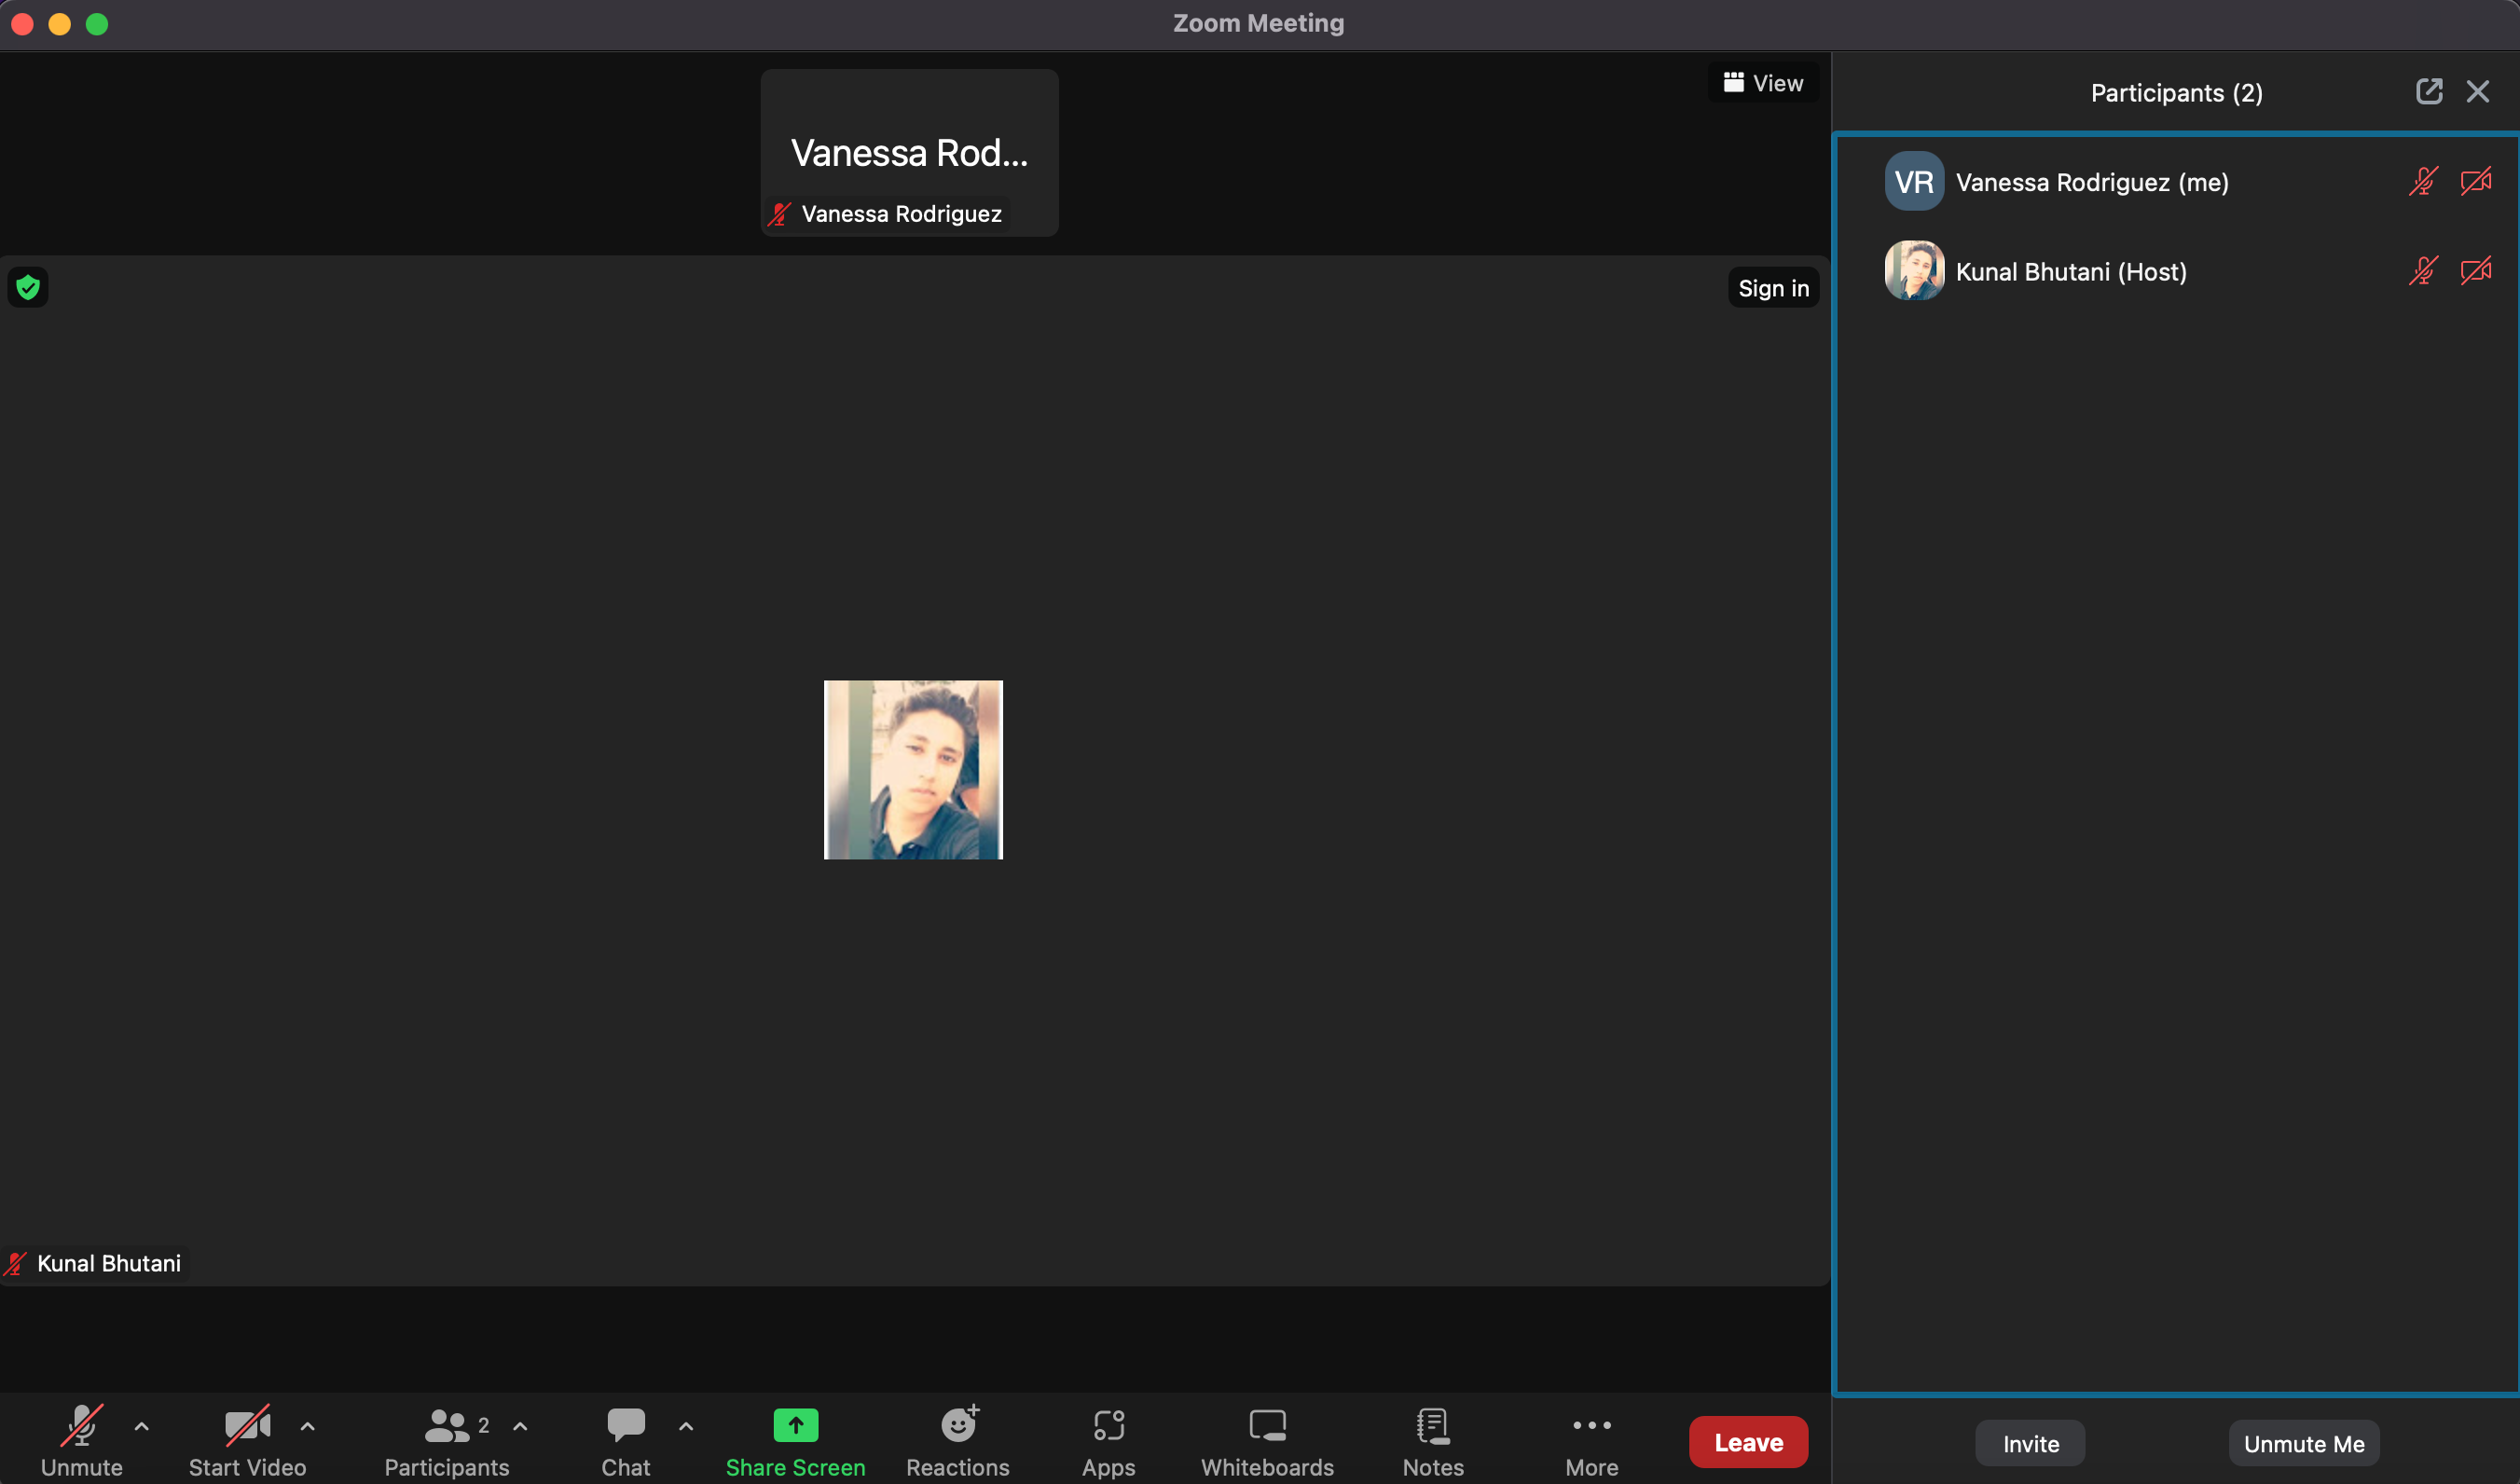 Zoom Meeting
Vanessa Rod...
Vanessa Rodriguez
View
Sign in
Kunal Bhutani
Participants (2)
VR Vanessa Rodriguez (me)
Kunal Bhutani (Host)
2
Unmute Start Video Participants Chat Share Screen Reactions Apps Whiteboards Notes More
Leave
Invite Unmute Me